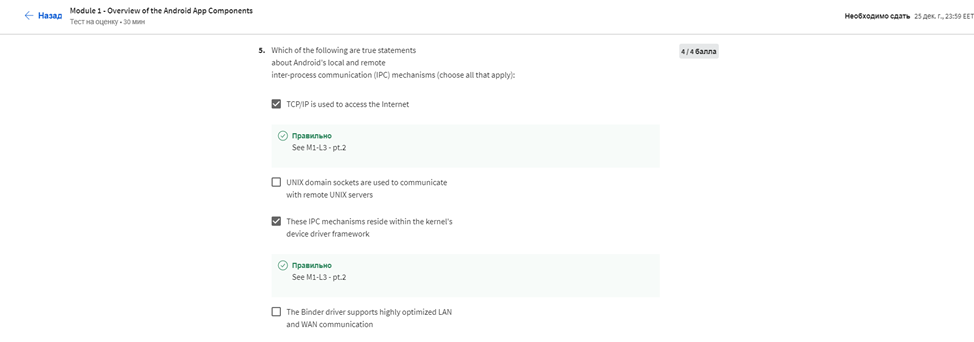 Назад
Module 1 - Overview of the Android App Components
Тест на оценку • 30 мин
Необходимо сдать 25 дек. г., 23:59 EET
5. Which of the following are true statements
about Android's local and remote
inter-process communication (IPC) mechanisms (choose all that apply):
4 / 4 балла
TCP/IP is used to access the Internet
Правильно
See M1-L3 - pt.2
UNIX domain sockets are used to communicate
with remote UNIX servers
These IPC mechanisms reside within the kernel's
device driver framework
Правильно
See M1-L3 - pt.2
The Binder driver supports highly optimized LAN
and WAN communication